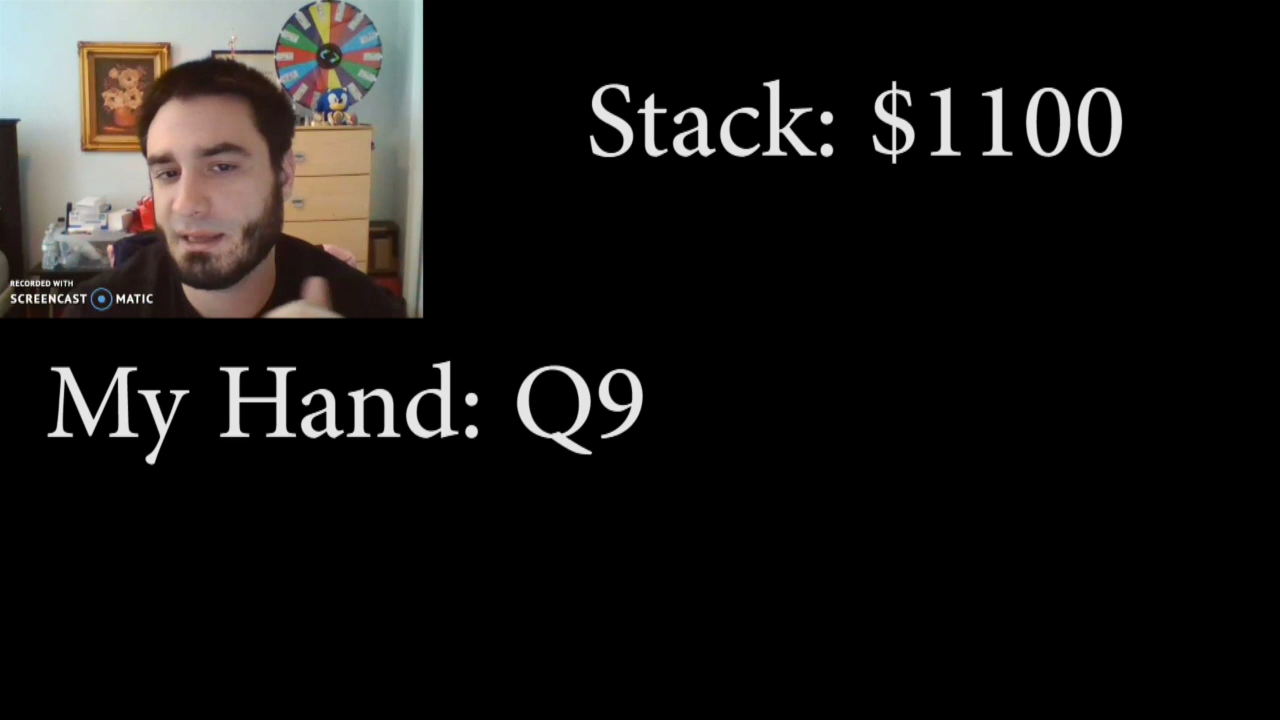 Stack: $1100
RECORDED WITH
SCREENCAST MATIC
My Hand: Q9